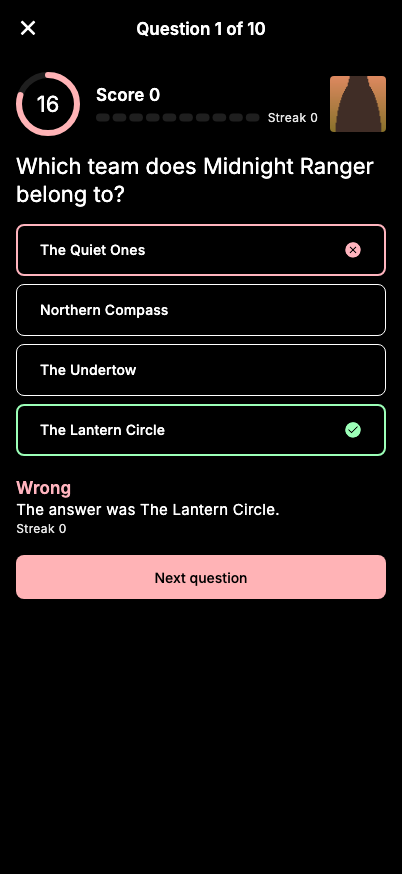 Question 1 of 10
16
Score 0
Streak 0
Which team does Midnight Ranger
belong to?
The Quiet Ones
Northern Compass
The Undertow
The Lantern Circle
Wrong
The answer was The Lantern Circle.
Streak 0
Next question